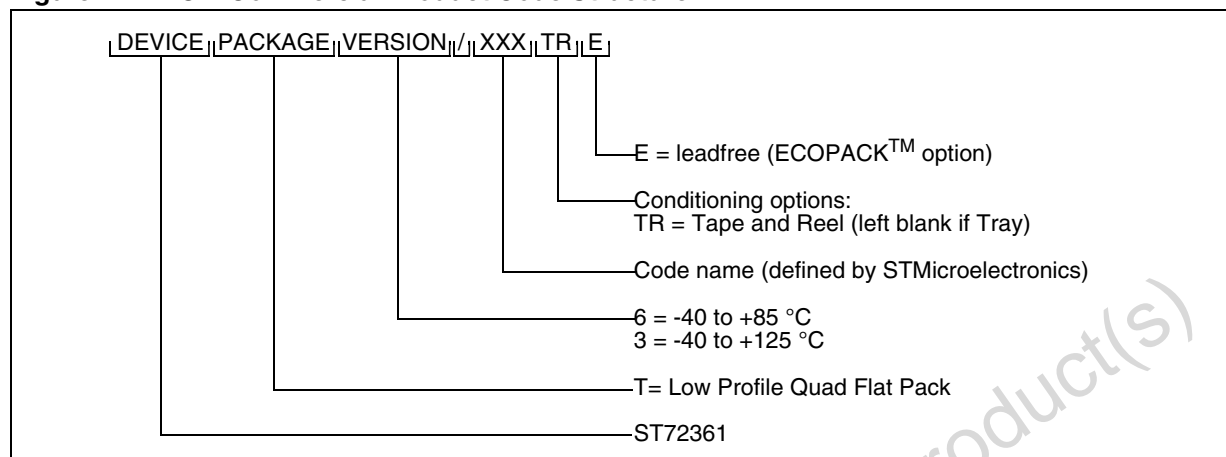 DEVICE PACKAGE VERSION / XXX TR E
E = leadfree (ECOPACK™ option)
Conditioning options:
TR = Tape and Reel (left blank if Tray)
Code name (defined by STMicroelectronics)
6 = -40 to +85 °C
3 = -40 to +125 °C
T= Low Profile Quad Flat Pack
ST72361
roduct(s)